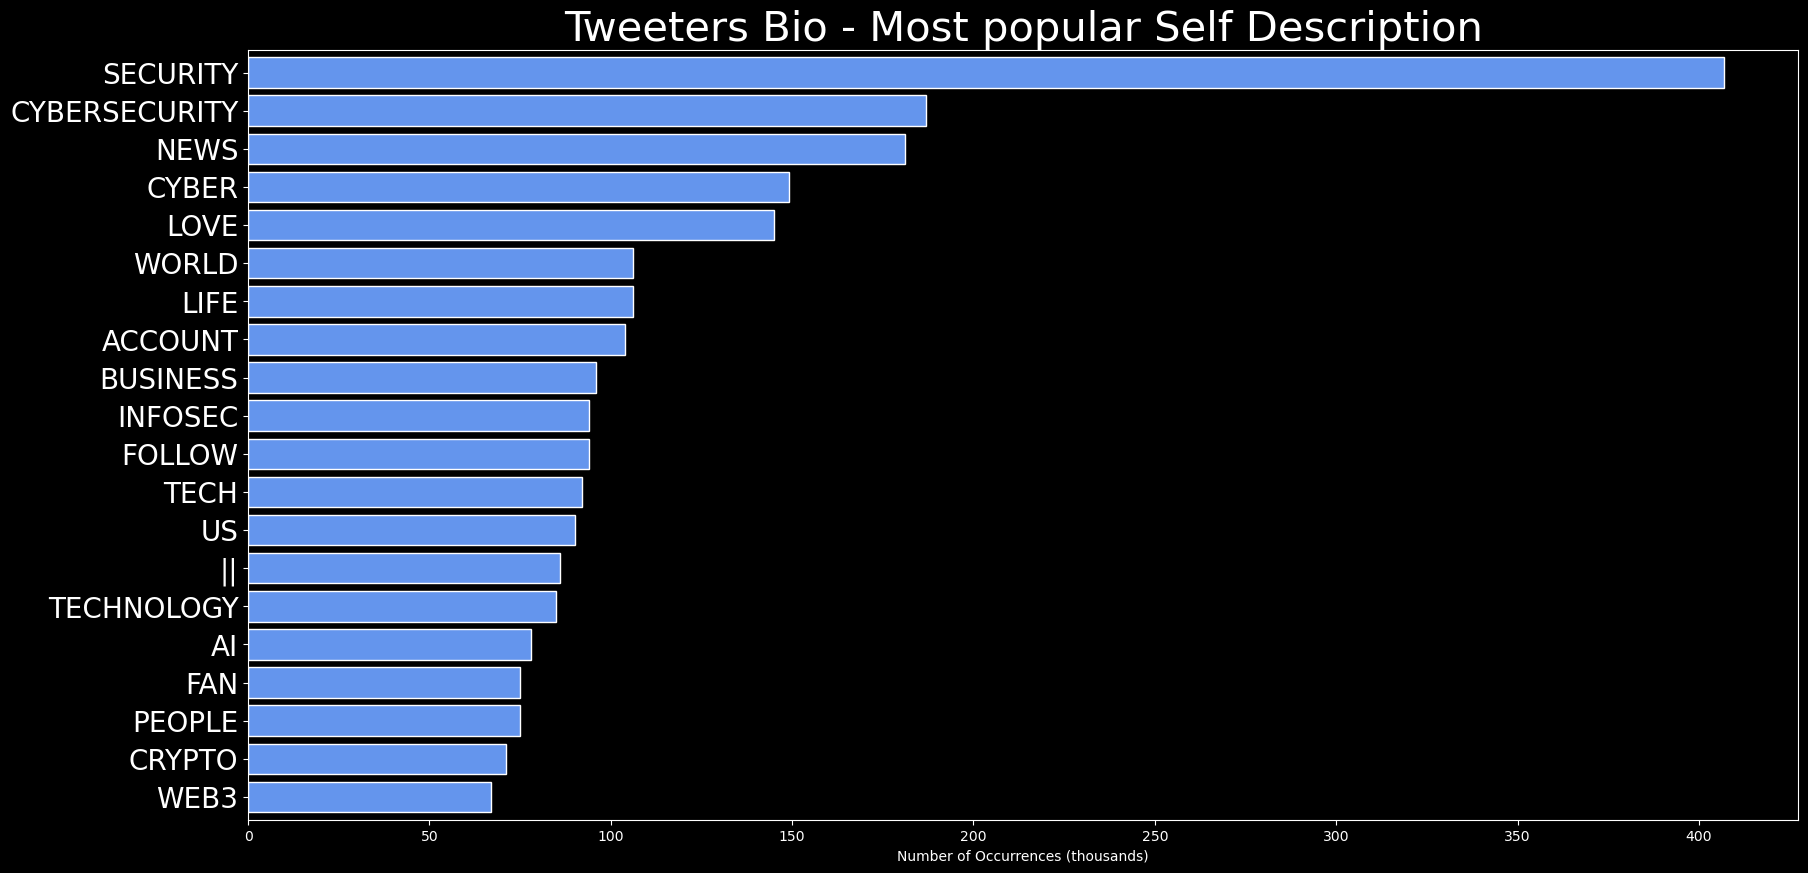 Tweeters Bio - Most popular Self Description
SECURITY
CYBERSECURITY
NEWS
CYBER
LOVE
WORLD
LIFE
ACCOUNT
BUSINESS
INFOSEC
FOLLOW
TECH
US
||
TECHNOLOGY
AI
FAN
PEOPLE
CRYPTO
WEB3
0 50 100 150 200 250 300 350 400
Number of Occurrences (thousands)